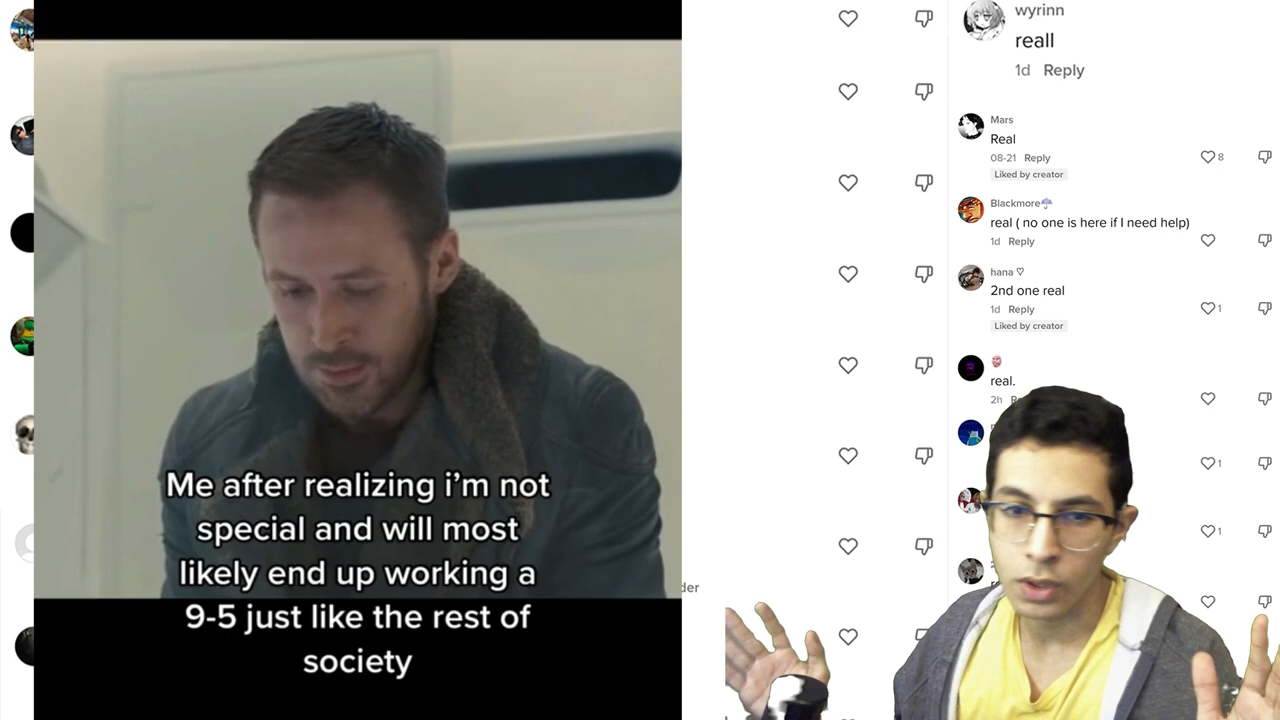 Me after realizing i'm not
special and will most
likely end up working a
9-5 just like the rest of
society
der
wyrinn
reall
1d Reply
Mars
Real
08-21 Reply
8
Liked by creator
Blackmore☂️
real ( no one is here if I need help)
1d Reply
hana ♡
2nd one real
1d Reply
1
Liked by creator
real.
2h
1
1